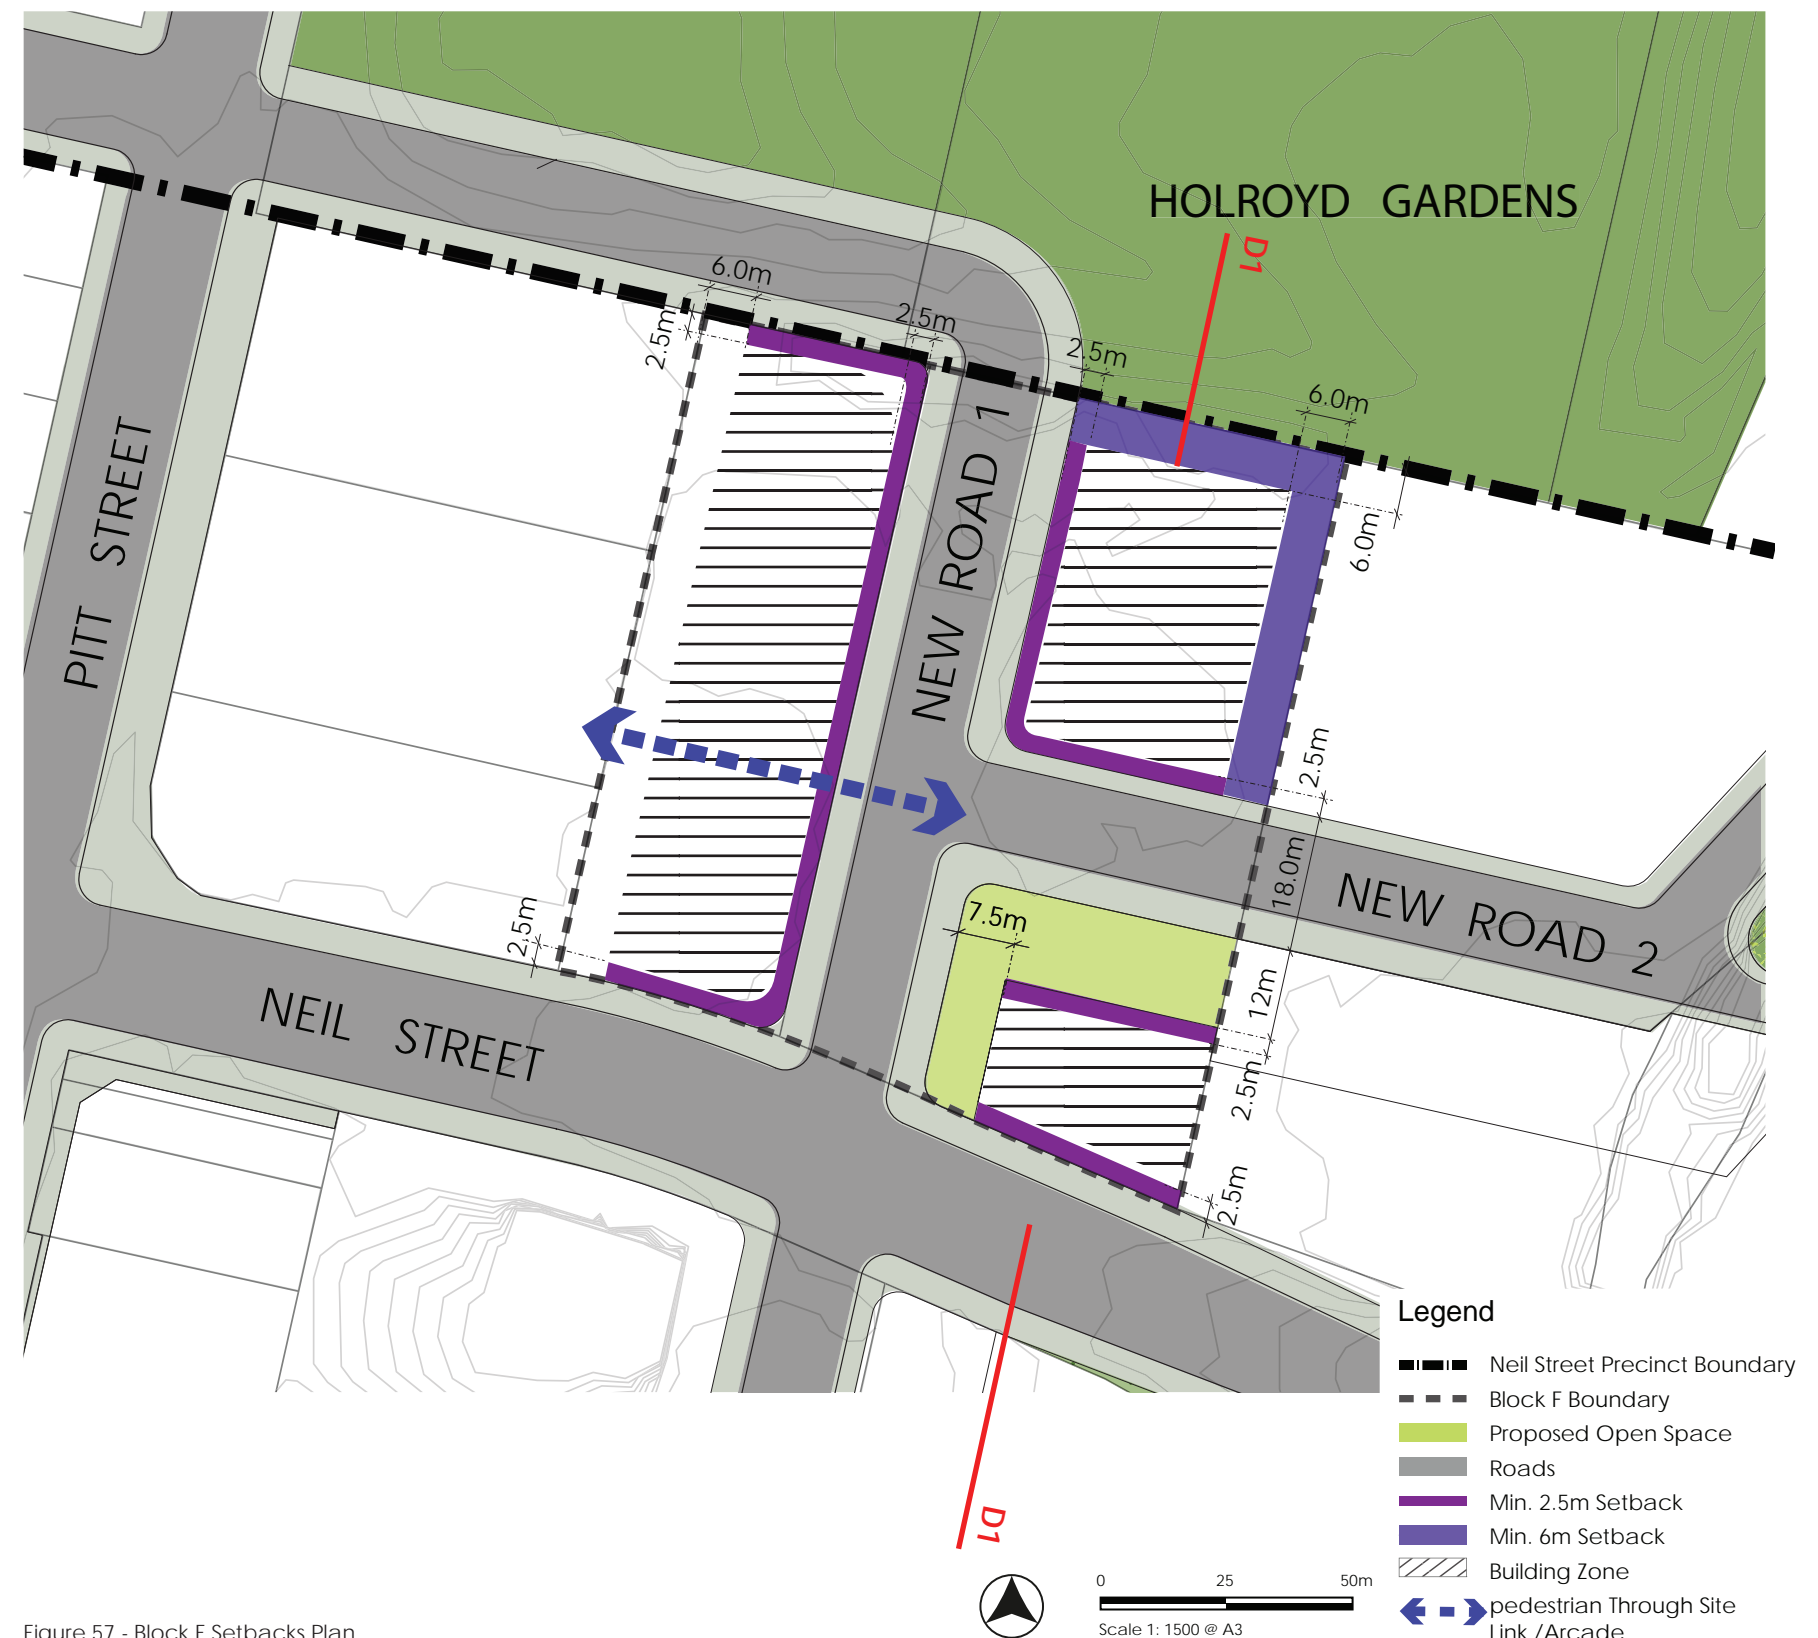 HOLROYD GARDENS
D1
6.0m
2.5m
2.5m
2.5m
6.0m
6.0m
PITT STREET
NEW ROAD 1
2.5m
18.0m
NEW ROAD 2
7.5m
2.5m
12m
2.5m
2.5m
NEIL STREET
D1
Legend
Neil Street Precinct Boundary
Block F Boundary
Proposed Open Space
Roads
Min. 2.5m Setback
Min. 6m Setback
Building Zone
pedestrian Through Site
Link /Arcade
0 25 50m
Scale 1: 1500 @ A3
Figure 57 - Block F Setbacks Plan